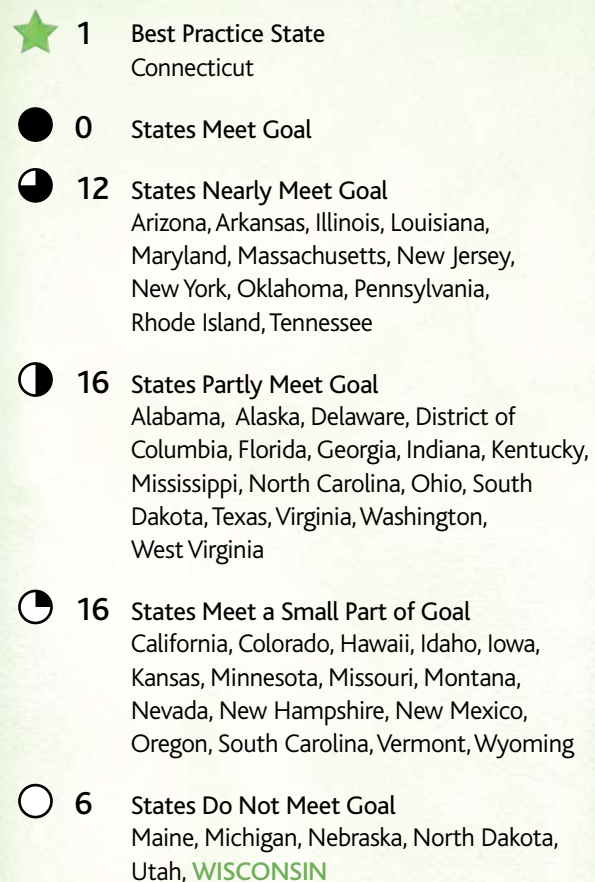 1 Best Practice State
Connecticut
0 States Meet Goal
12 States Nearly Meet Goal
Arizona, Arkansas, Illinois, Louisiana,
Maryland, Massachusetts, New Jersey,
New York, Oklahoma, Pennsylvania,
Rhode Island, Tennessee
16 States Partly Meet Goal
Alabama, Alaska, Delaware, District of
Columbia, Florida, Georgia, Indiana, Kentucky,
Mississippi, North Carolina, Ohio, South
Dakota, Texas, Virginia, Washington,
West Virginia
16 States Meet a Small Part of Goal
California, Colorado, Hawaii, Idaho, Iowa,
Kansas, Minnesota, Missouri, Montana,
Nevada, New Hampshire, New Mexico,
Oregon, South Carolina, Vermont, Wyoming
6 States Do Not Meet Goal
Maine, Michigan, Nebraska, North Dakota,
Utah, WISCONSIN